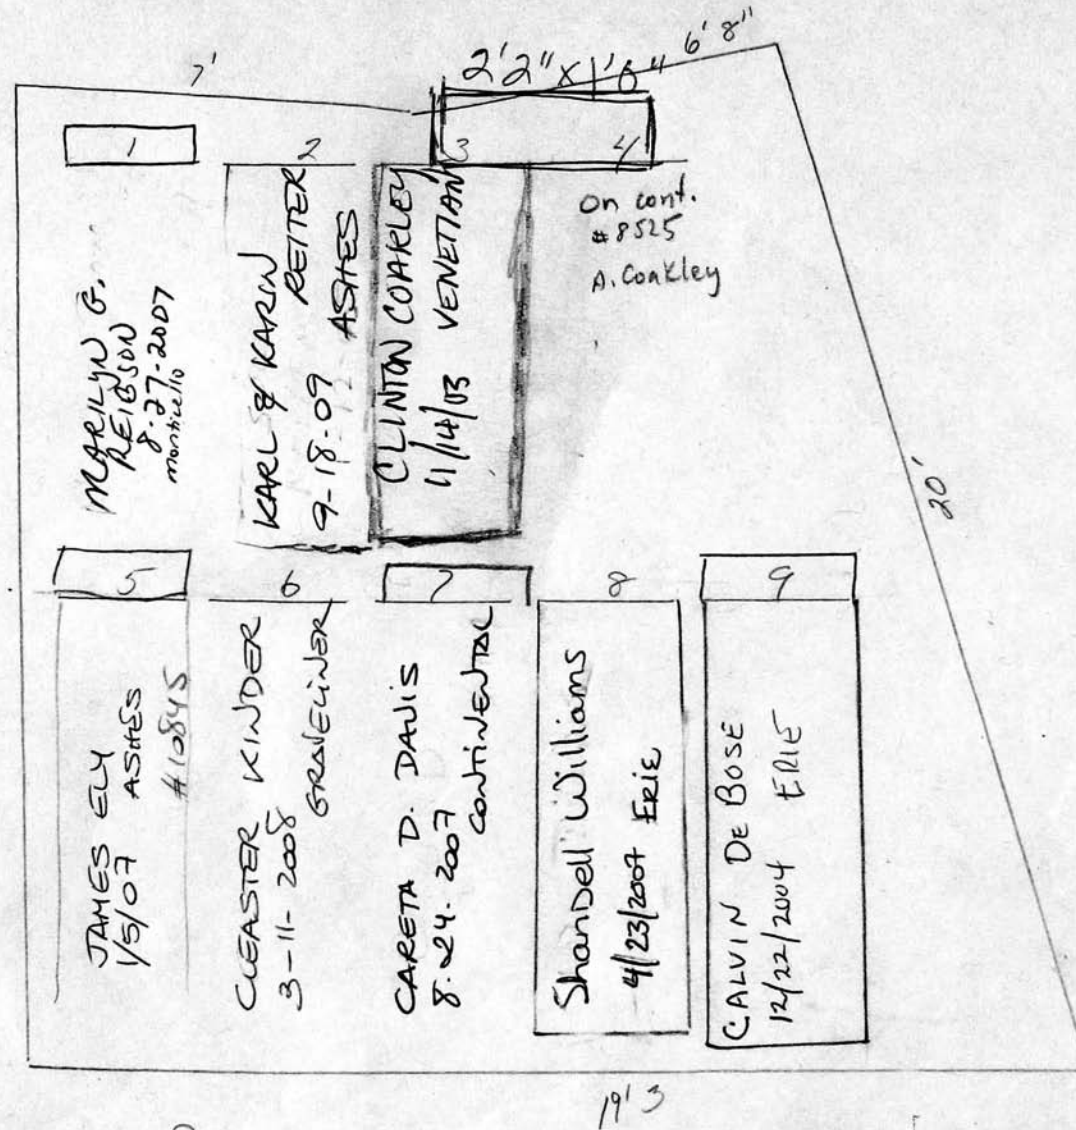 7'
2'2" x 1'8"
6' 8"
1
2
3
4
MARILYN G.
REIBSON
8-27-2007
monticello
KARL & KARIN
REITER
9-18-09 ASHES
CLINTON COAKLEY
11/14/03 VENETIAN
On cont.
#8525
A. Coakley
20'
5
6
7
8
9
JAMES ELY
1/5/07 ASHES
#10845
CLEASTER KINDER
3-11-2008
GRAVELINER
CARETA D. DAVIS
8-24-2007
CONTINENTAL
Shandell Williams
4/23/2007 Erie
CALVIN DE BOSE
12/22/2004 ERIE
19' 3